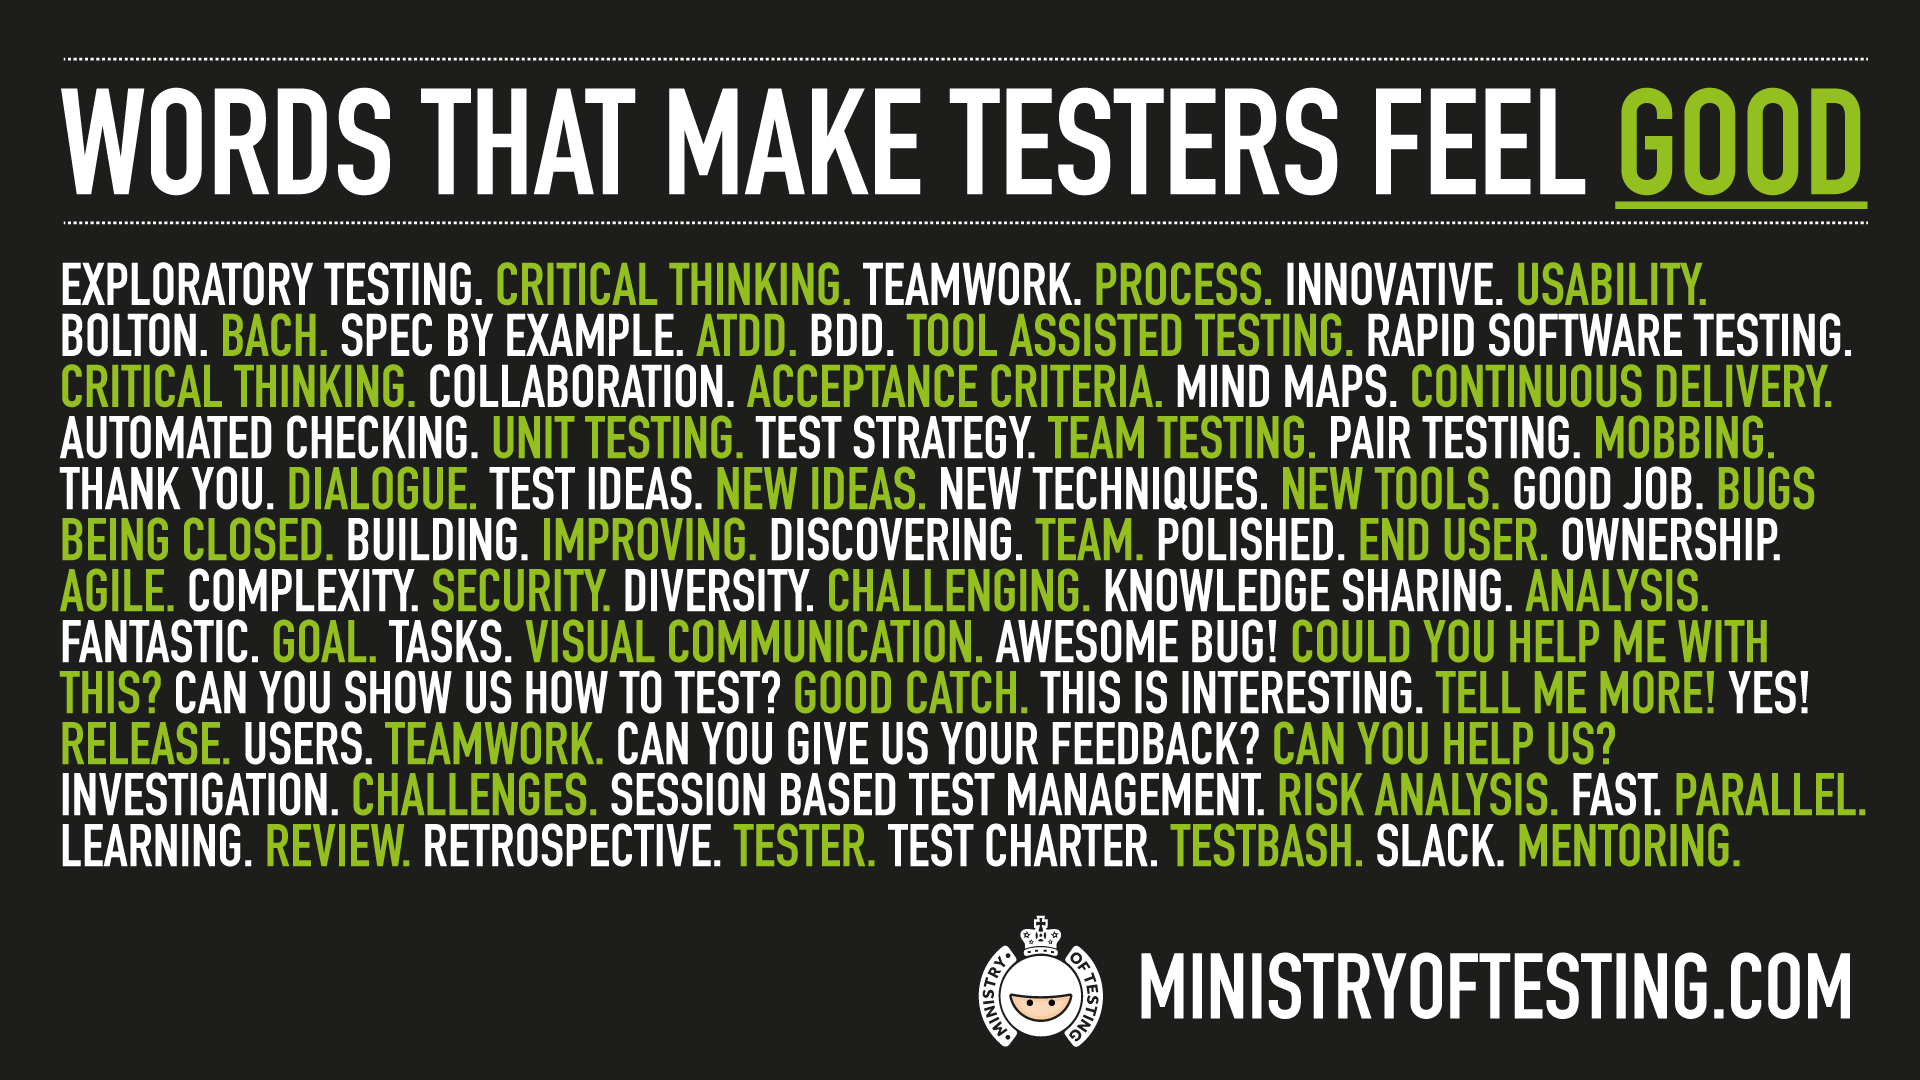 WORDS THAT MAKE TESTERS FEEL GOOD
EXPLORATORY TESTING. CRITICAL THINKING. TEAMWORK. PROCESS. INNOVATIVE. USABILITY.
BOLTON. BACH. SPEC BY EXAMPLE. ATDD. BDD. TOOL ASSISTED TESTING. RAPID SOFTWARE TESTING.
CRITICAL THINKING. COLLABORATION. ACCEPTANCE CRITERIA. MIND MAPS. CONTINUOUS DELIVERY.
AUTOMATED CHECKING. UNIT TESTING. TEST STRATEGY. TEAM TESTING. PAIR TESTING. MOBBING.
THANK YOU. DIALOGUE. TEST IDEAS. NEW IDEAS. NEW TECHNIQUES. NEW TOOLS. GOOD JOB. BUGS
BEING CLOSED. BUILDING. IMPROVING. DISCOVERING. TEAM. POLISHED. END USER. OWNERSHIP.
AGILE. COMPLEXITY. SECURITY. DIVERSITY. CHALLENGING. KNOWLEDGE SHARING. ANALYSIS.
FANTASTIC. GOAL. TASKS. VISUAL COMMUNICATION. AWESOME BUG! COULD YOU HELP ME WITH
THIS? CAN YOU SHOW US HOW TO TEST? GOOD CATCH. THIS IS INTERESTING. TELL ME MORE! YES!
RELEASE. USERS. TEAMWORK. CAN YOU GIVE US YOUR FEEDBACK? CAN YOU HELP US?
INVESTIGATION. CHALLENGES. SESSION BASED TEST MANAGEMENT. RISK ANALYSIS. FAST. PARALLEL.
LEARNING. REVIEW. RETROSPECTIVE. TESTER. TEST CHARTER. TESTBASH. SLACK. MENTORING.
• MINISTRY • OF TESTING •
MINISTRYOFTESTING.COM